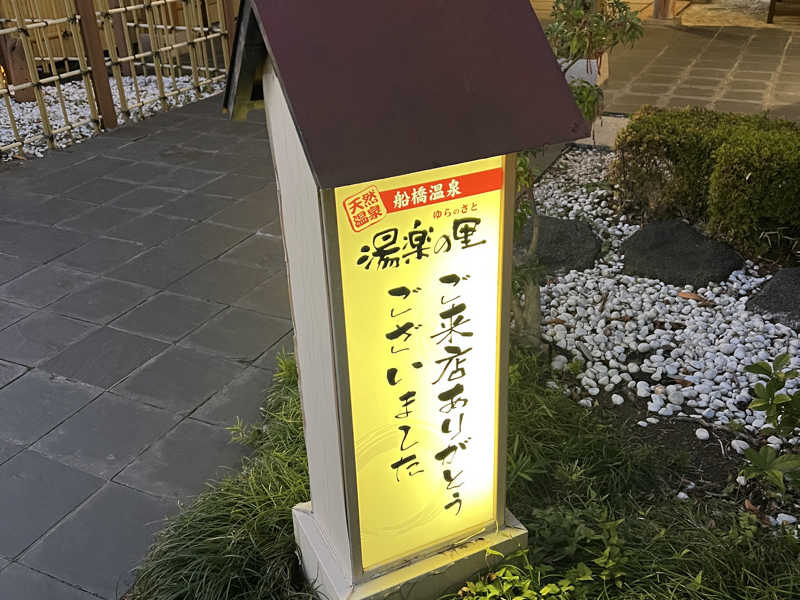 天然
温泉
船橋温泉
ゆらのさと
湯楽の里
ご来店ありがとう
ございました